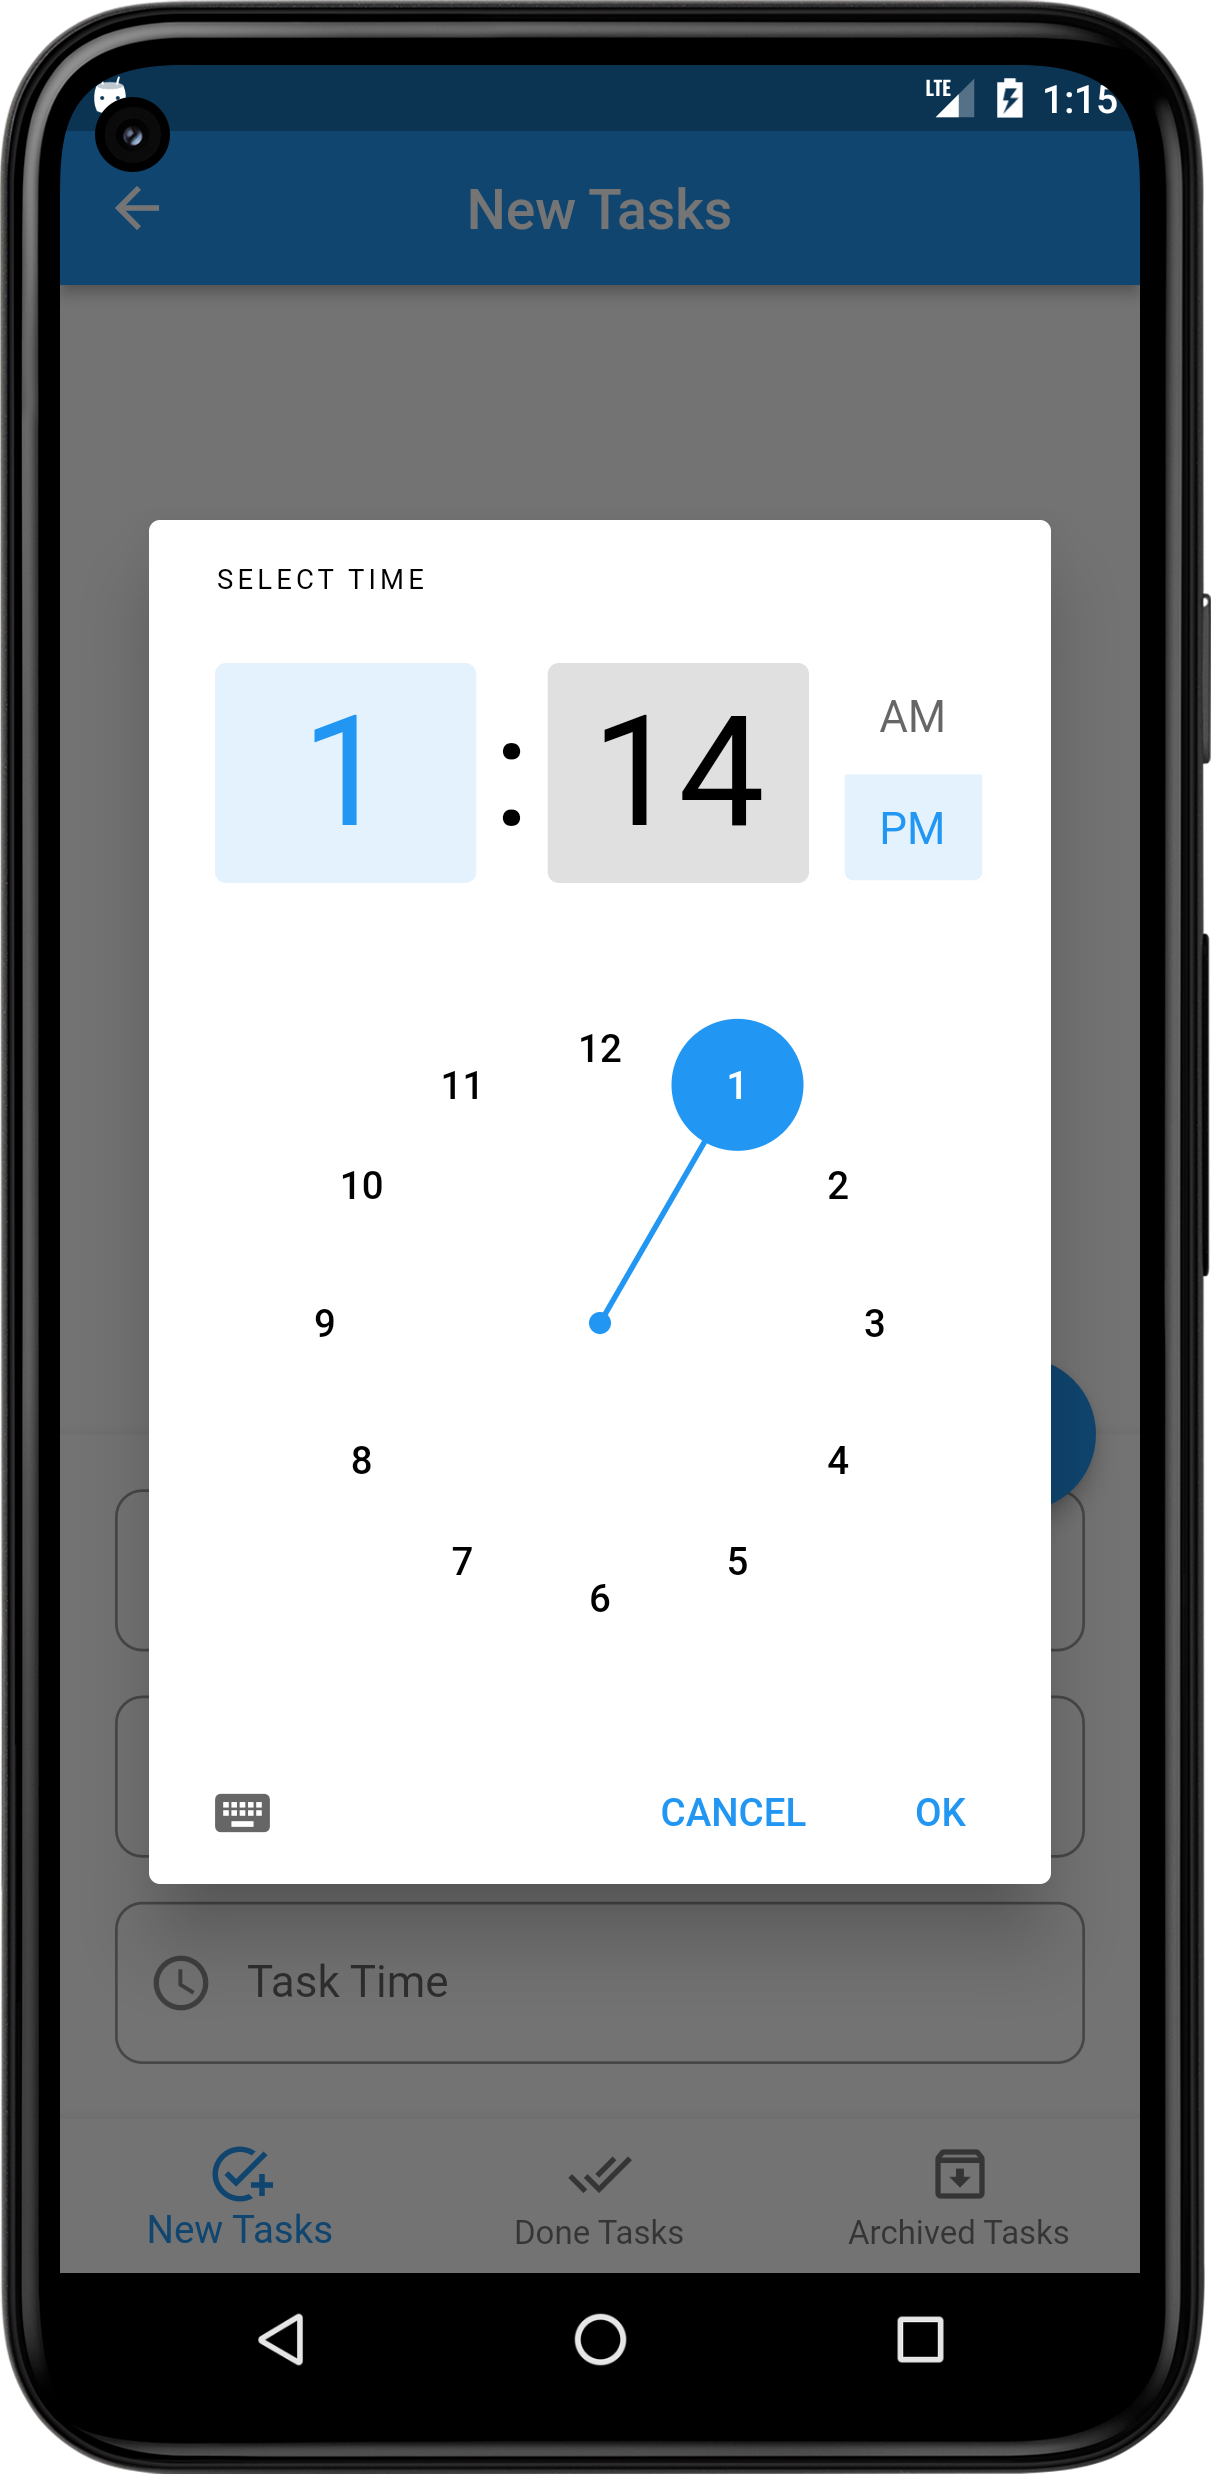 LTE 1:15
New Tasks
SELECT TIME
1 : 14
AM
PM
12
11 1
10 2
9 3
8 4
7 5
6
CANCEL OK
Task Time
New Tasks Done Tasks Archived Tasks